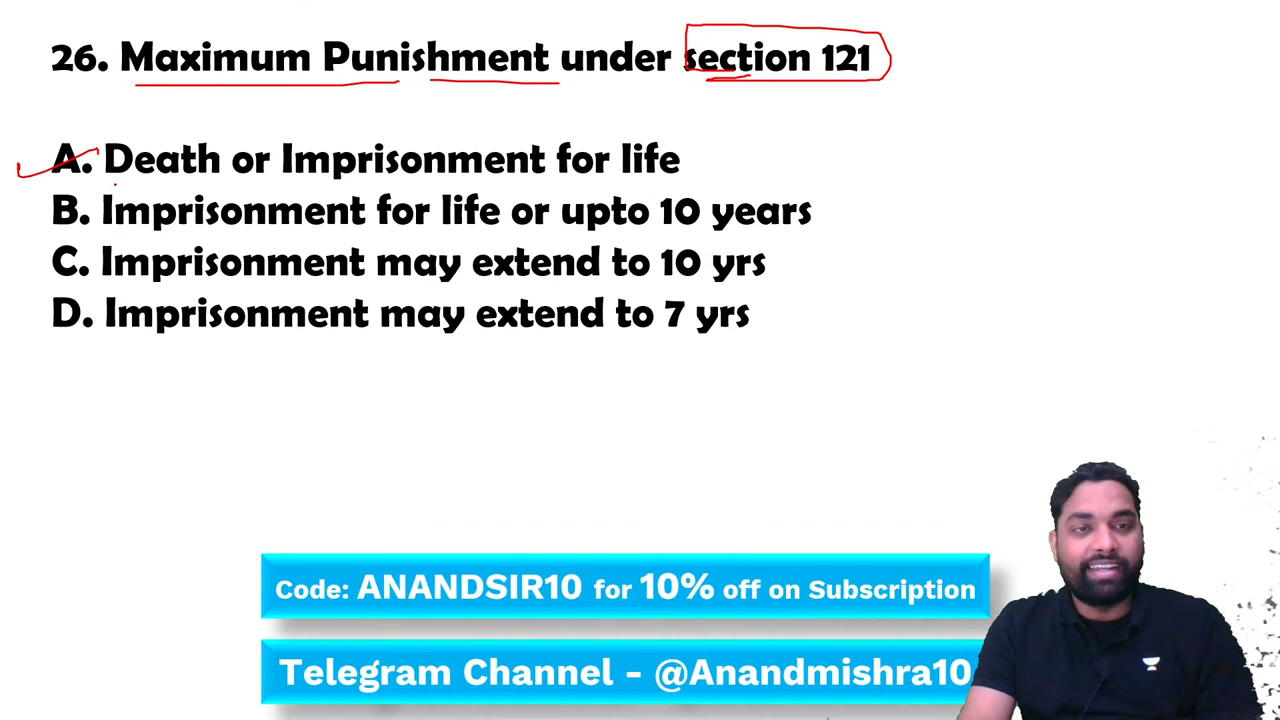 26. Maximum Punishment under section 121
A. Death or Imprisonment for life
B. Imprisonment for life or upto 10 years
C. Imprisonment may extend to 10 yrs
D. Imprisonment may extend to 7 yrs
Code: ANANDSIR10 for 10% off on Subscription
Telegram Channel - @Anandmishra10